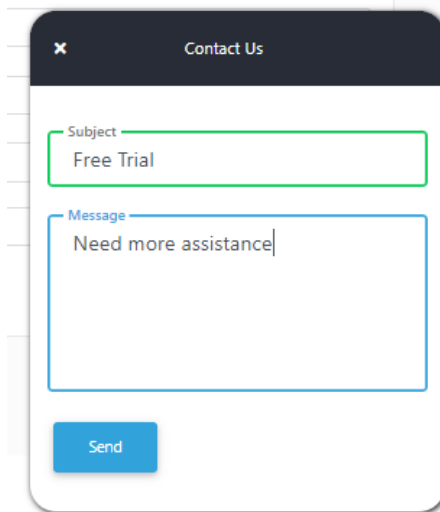 Contact Us
Subject
Free Trial
Message
Need more assistance
Send